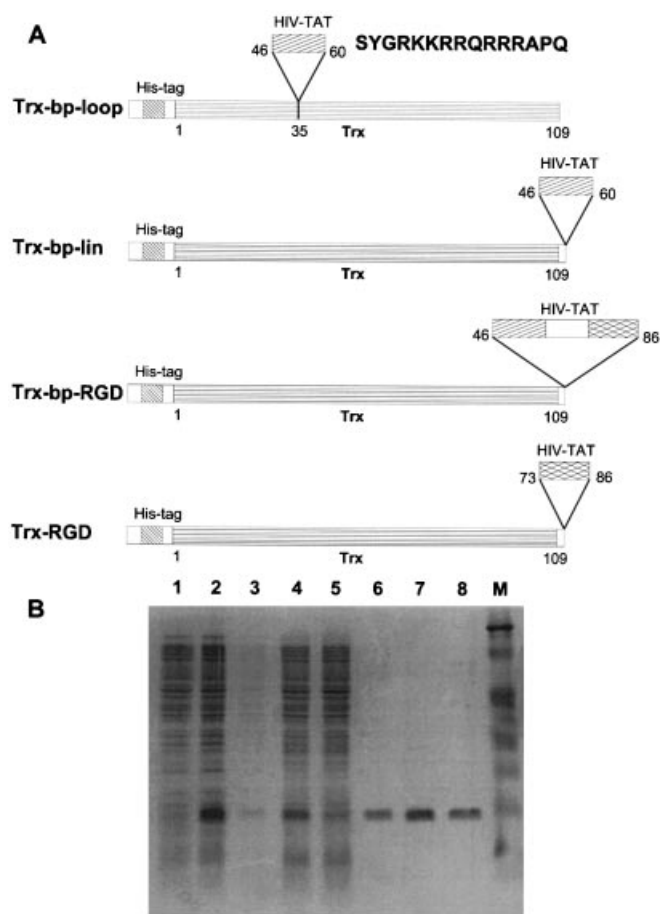 A
HIV-TAT
46 60 SYGRKKRRQRRRAPQ
His-tag
Trx-bp-loop
1 35 Trx 109
HIV-TAT
46 60
His-tag
Trx-bp-lin
1 Trx 109
HIV-TAT
46 86
His-tag
Trx-bp-RGD
1 Trx 109
HIV-TAT
73 86
His-tag
Trx-RGD
1 Trx 109
B
1 2 3 4 5 6 7 8 M